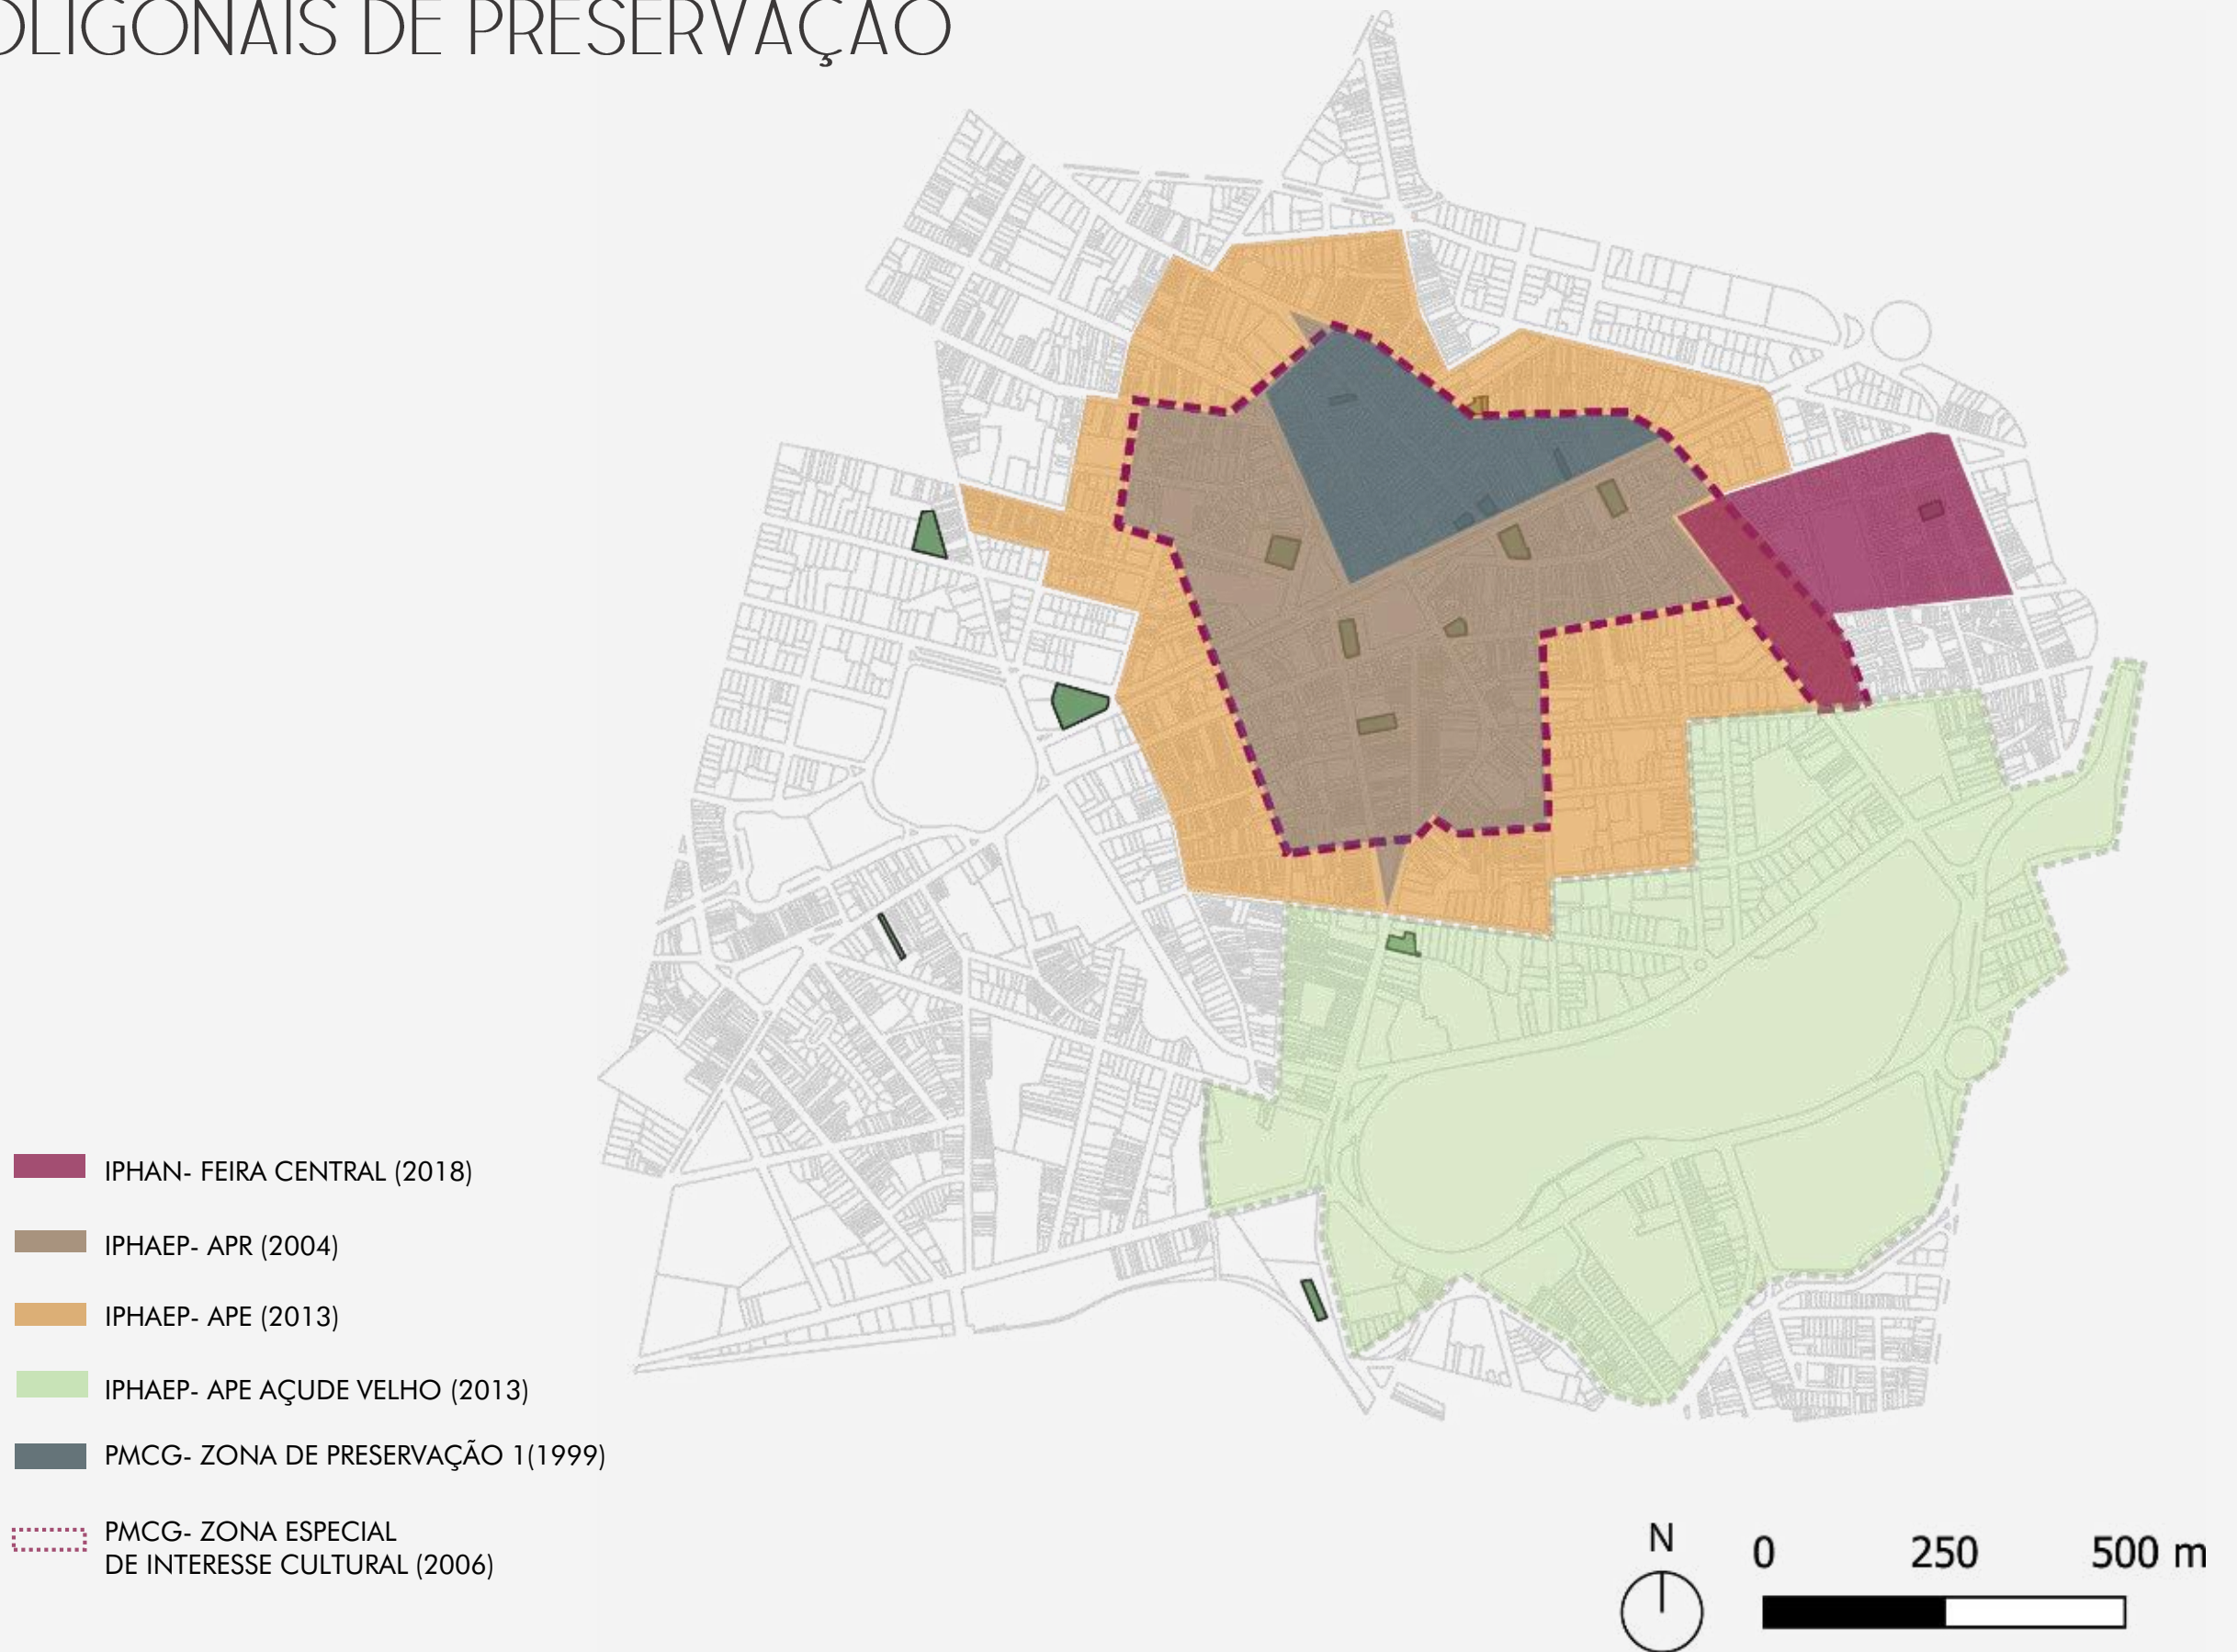 OLIGONAIS DE PRESERVAÇÃO
IPHAN- FEIRA CENTRAL (2018)
IPHAEP- APR (2004)
IPHAEP- APE (2013)
IPHAEP- APE AÇUDE VELHO (2013)
PMCG- ZONA DE PRESERVAÇÃO 1(1999)
PMCG- ZONA ESPECIAL
DE INTERESSE CULTURAL (2006)
N
0 250 500 m